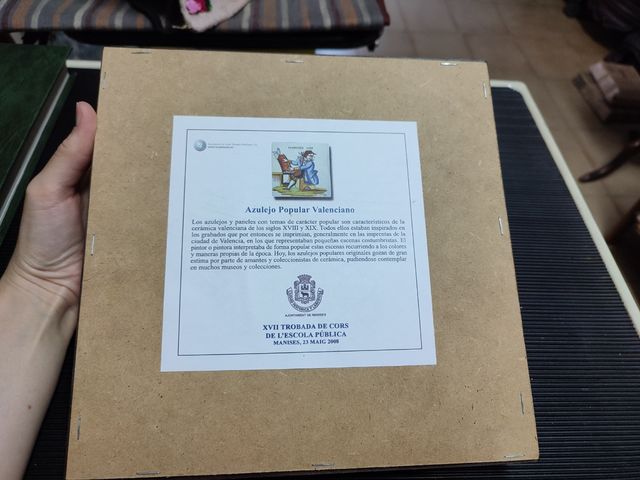 Azulejo Popular Valenciano
Los azulejos y paneles con temas de carácter popular son característicos de la
cerámica valenciana de los siglos XVIII y XIX. Todos ellos estaban inspirados en
los grabados que por entonces se imprimían, generalmente en las imprentas de la
ciudad de Valencia, en los que representaban pequeñas escenas costumbristas. El
pintor o pintora interpretaba de forma popular estas escenas recurriendo a los colores
y maneras propias de la época. Hoy, los azulejos populares originales gozan de gran
estima por parte de amantes y coleccionistas de cerámica, pudiendose contemplar
en muchos museos y colecciones.
AJUNTAMENT DE MANISES
XVII TROBADA DE CORS
DE L'ESCOLA PÚBLICA
MANISES, 23 MAIG 2008